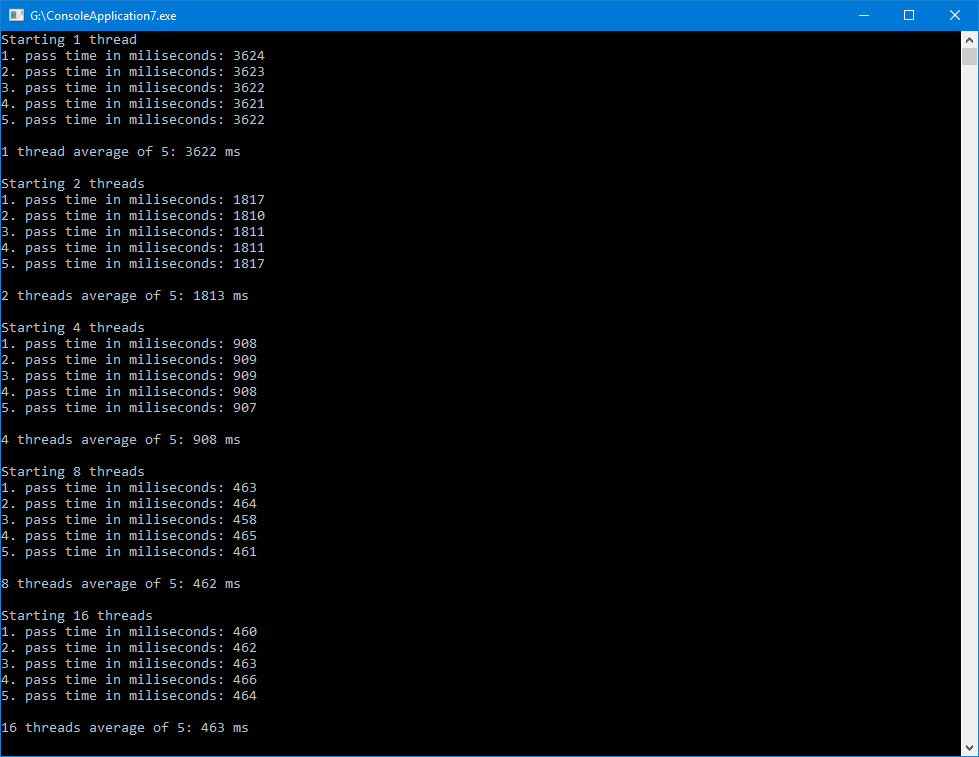 G:\ConsoleApplication7.exe
Starting 1 thread
1. pass time in miliseconds: 3624
2. pass time in miliseconds: 3623
3. pass time in miliseconds: 3622
4. pass time in miliseconds: 3621
5. pass time in miliseconds: 3622
1 thread average of 5: 3622 ms
Starting 2 threads
1. pass time in miliseconds: 1817
2. pass time in miliseconds: 1810
3. pass time in miliseconds: 1811
4. pass time in miliseconds: 1811
5. pass time in miliseconds: 1817
2 threads average of 5: 1813 ms
Starting 4 threads
1. pass time in miliseconds: 908
2. pass time in miliseconds: 909
3. pass time in miliseconds: 909
4. pass time in miliseconds: 908
5. pass time in miliseconds: 907
4 threads average of 5: 908 ms
Starting 8 threads
1. pass time in miliseconds: 463
2. pass time in miliseconds: 464
3. pass time in miliseconds: 458
4. pass time in miliseconds: 465
5. pass time in miliseconds: 461
8 threads average of 5: 462 ms
Starting 16 threads
1. pass time in miliseconds: 460
2. pass time in miliseconds: 462
3. pass time in miliseconds: 463
4. pass time in miliseconds: 466
5. pass time in miliseconds: 464
16 threads average of 5: 463 ms